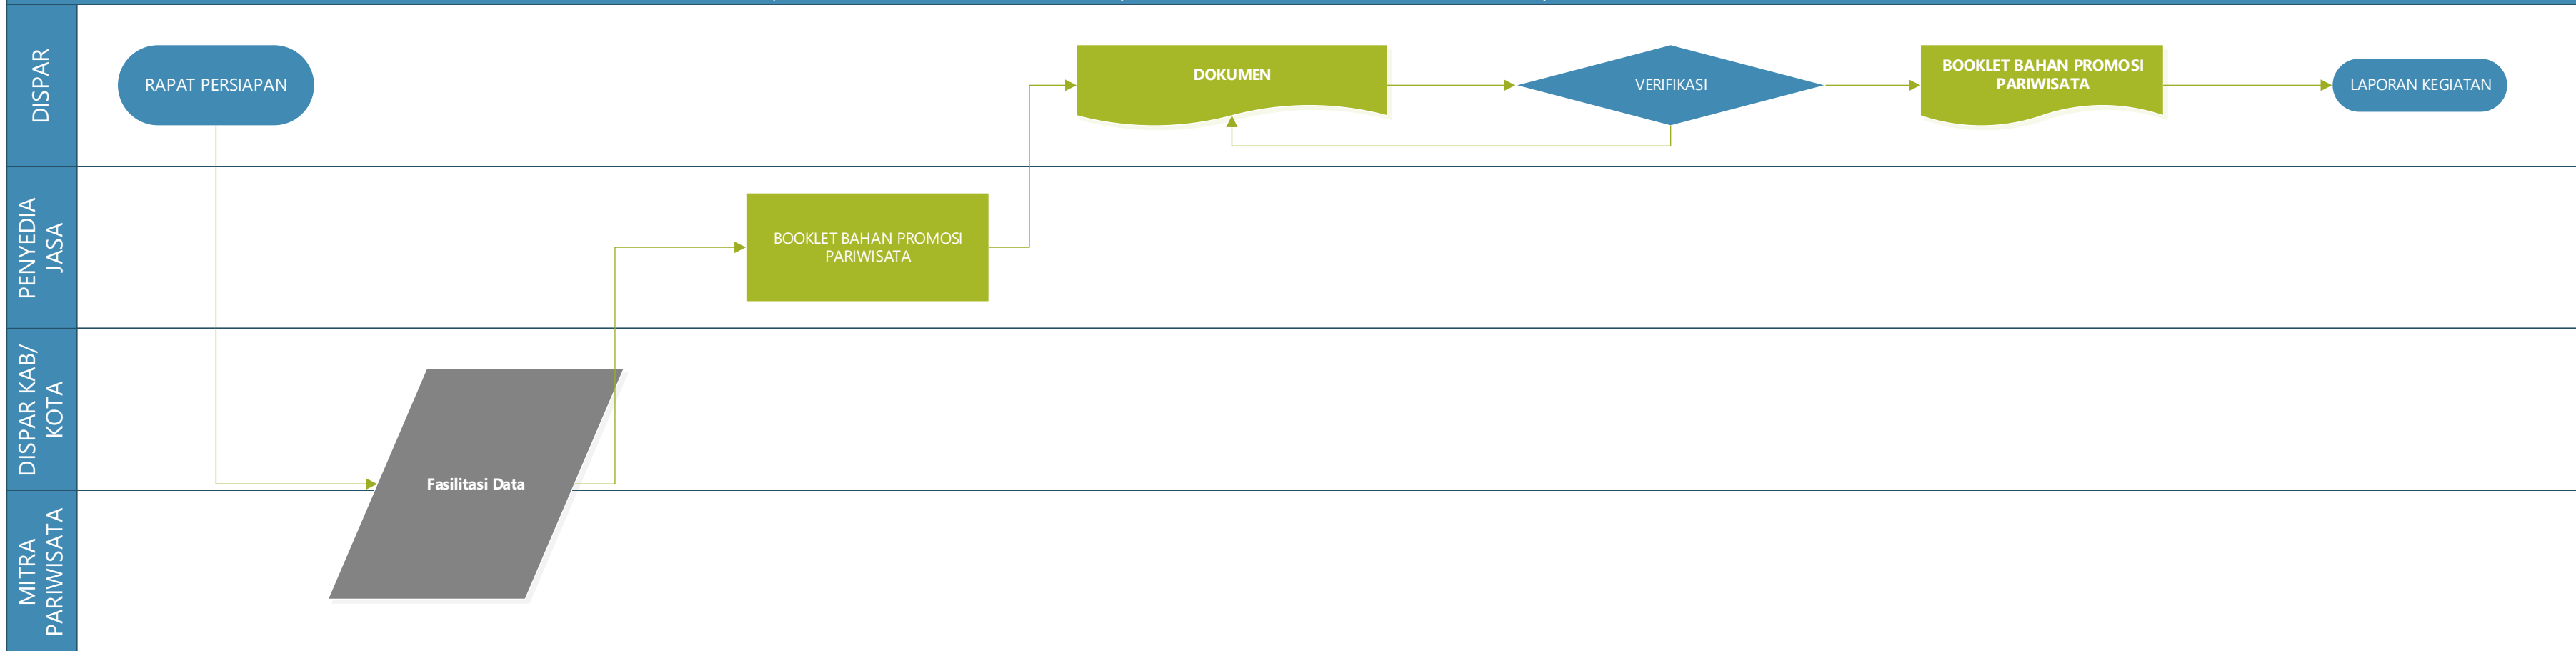 DISPAR
RAPAT PERSIAPAN
DOKUMEN
VERIFIKASI
BOOKLET BAHAN PROMOSI
PARIWISATA
LAPORAN KEGIATAN
PENYEDIA
JASA
BOOKLET BAHAN PROMOSI
PARIWISATA
DISPAR KAB/
KOTA
Fasilitasi Data
MITRA
PARIWISATA